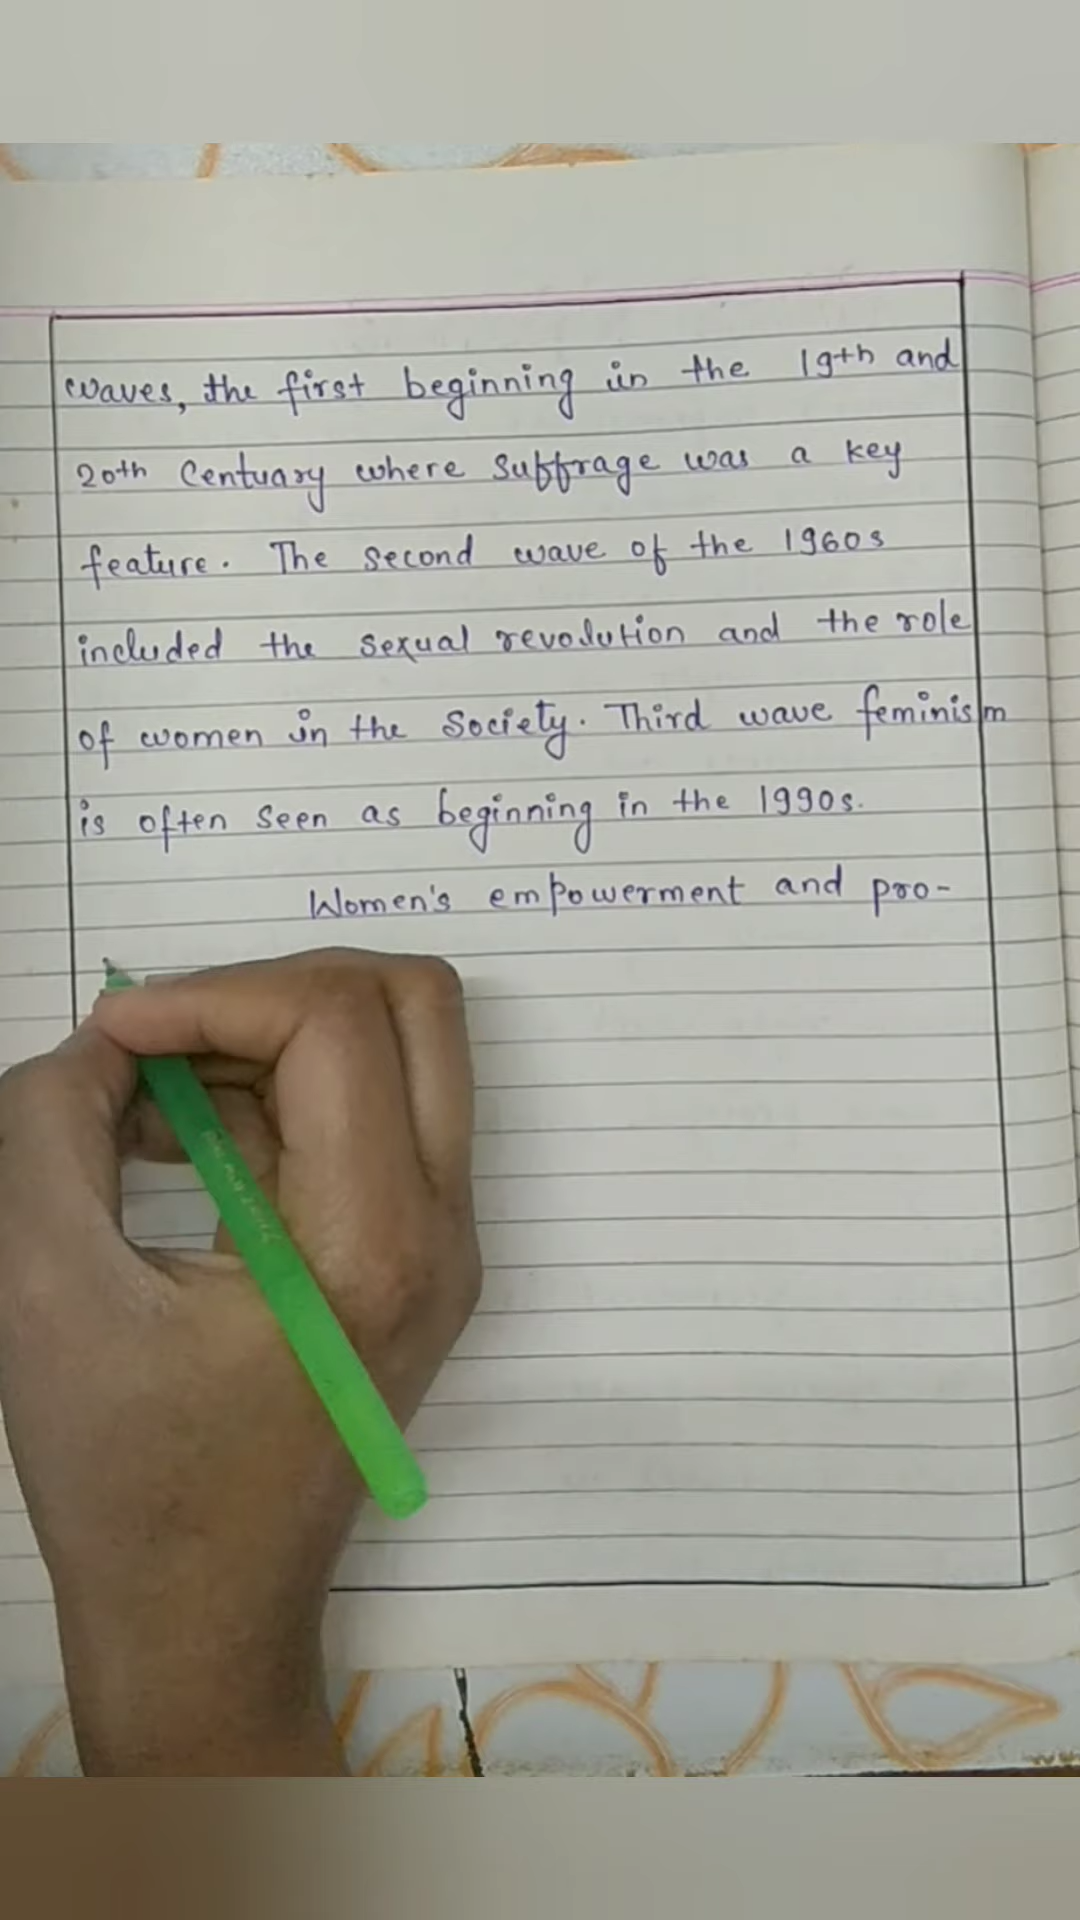 waves, the first beginning in the 19th and
20th Centuary where suffrage was a key
feature. The second wave of the 1960s
included the sexual revolution and the role
of women in the Society. Third wave feminism
is often seen as beginning in the 1990s.
Women's empowerment and pro-